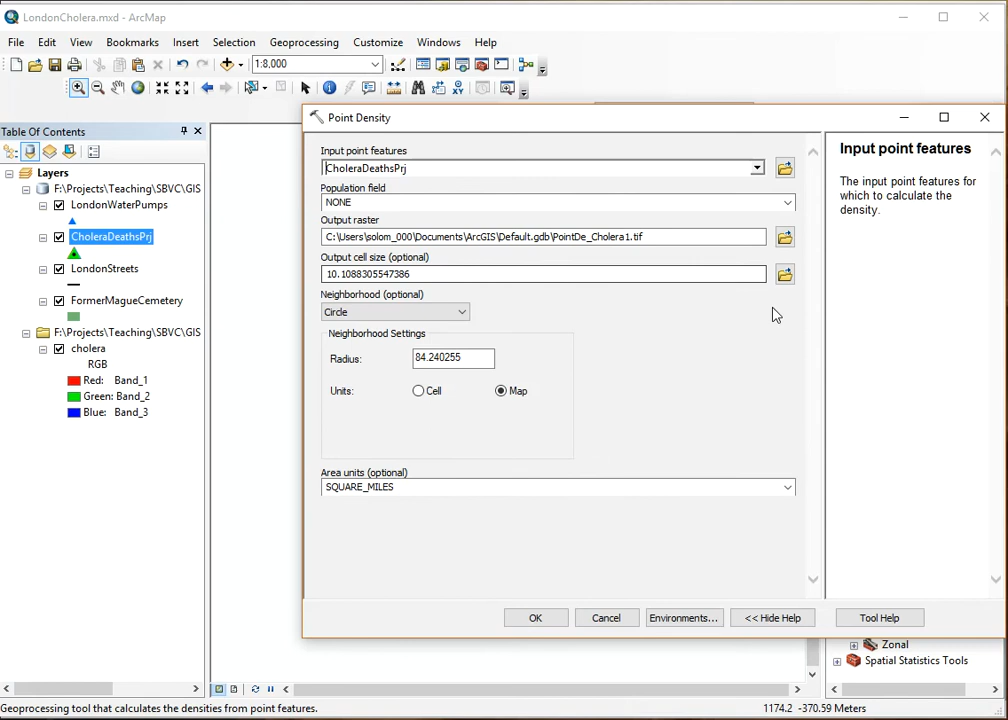 LondonCholera.mxd - ArcMap
File Edit View Bookmarks Insert Selection Geoprocessing Customize Windows Help
1:8,000
Table Of Contents
Layers
F:\Projects\Teaching\SBVC\GIS
LondonWaterPumps
CholeraDeathsPrj
LondonStreets
FormerMagueCemetery
F:\Projects\Teaching\SBVC\GIS
cholera
RGB
Red: Band_1
Green: Band_2
Blue: Band_3
Point Density
Input point features
CholeraDeathsPrj
Population field
NONE
Output raster
C:\Users\solom_000\Documents\ArcGIS\Default.gdb\PointDe_Cholera1.tif
Output cell size (optional)
10.1088305547386
Neighborhood (optional)
Circle
Neighborhood Settings
Radius: 84.240255
Units: Cell Map
Area units (optional)
SQUARE_MILES
OK Cancel Environments... << Hide Help Tool Help
Input point features
The input point features for
which to calculate the
density.
Zonal
Spatial Statistics Tools
Geoprocessing tool that calculates the densities from point features.
1174.2 -370.59 Meters